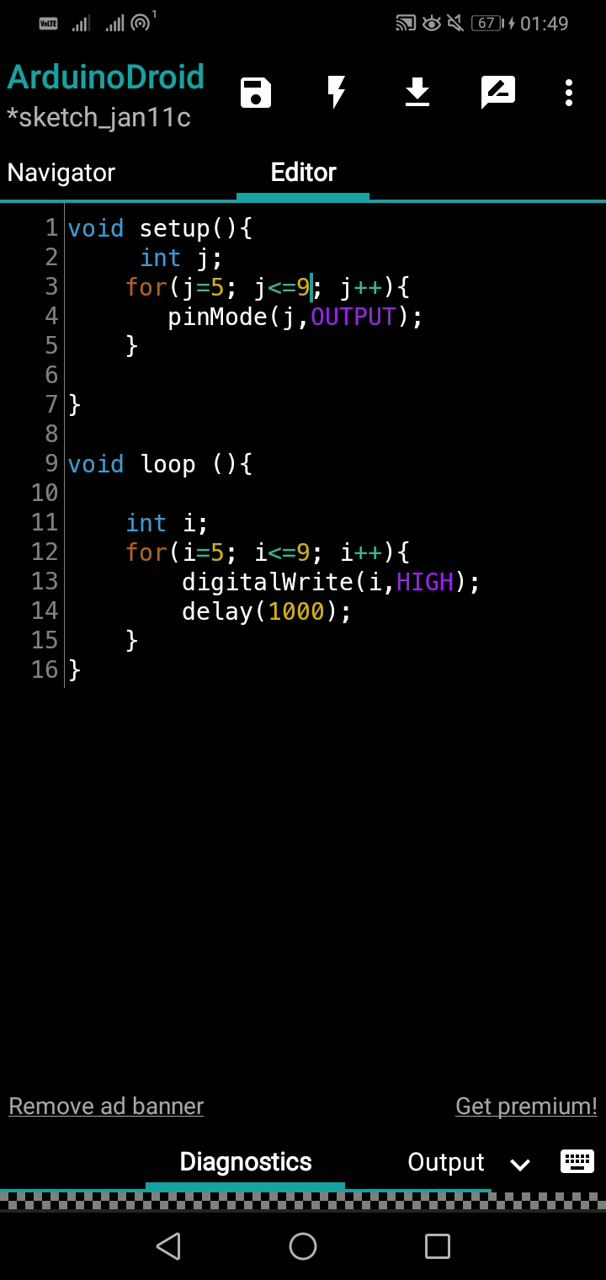 VoLTE 1 67 01:49
ArduinoDroid
*sketch_jan11c
Navigator Editor
1 void setup(){
2 int j;
3 for(j=5; j<=9; j++){
4 pinMode(j,OUTPUT);
5 }
6
7 }
8
9 void loop (){
10
11 int i;
12 for(i=5; i<=9; i++){
13 digitalWrite(i,HIGH);
14 delay(1000);
15 }
16 }
Remove ad banner Get premium!
Diagnostics Output